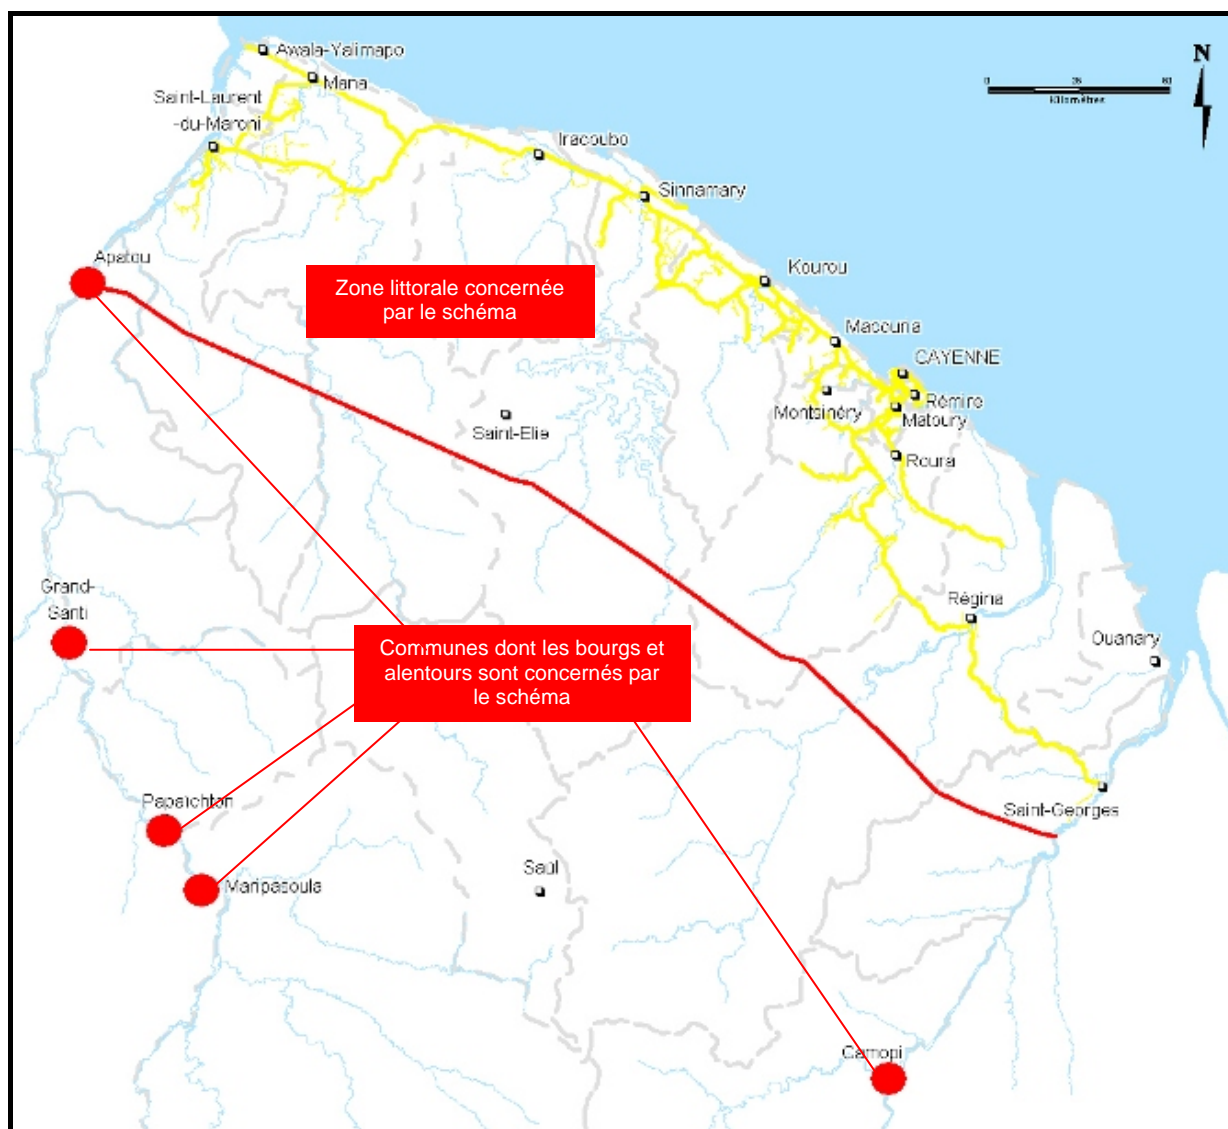 Awala-Yalimapo
Mana
Saint-Laurent
-du-Maroni
N
Kilomètres
Iracoubo
Sinnamary
Apatou
Zone littorale concernée
par le schéma
Kourou
Macouria
CAYENNE
Rémire
Montsinéry
Matoury
Saint-Elie
Roura
Grand-
Santi
Régina
Ouanary
Communes dont les bourgs et
alentours sont concernés par
le schéma
Papaïchton
Saint-Georges
Saül
Maripasoula
Camopi